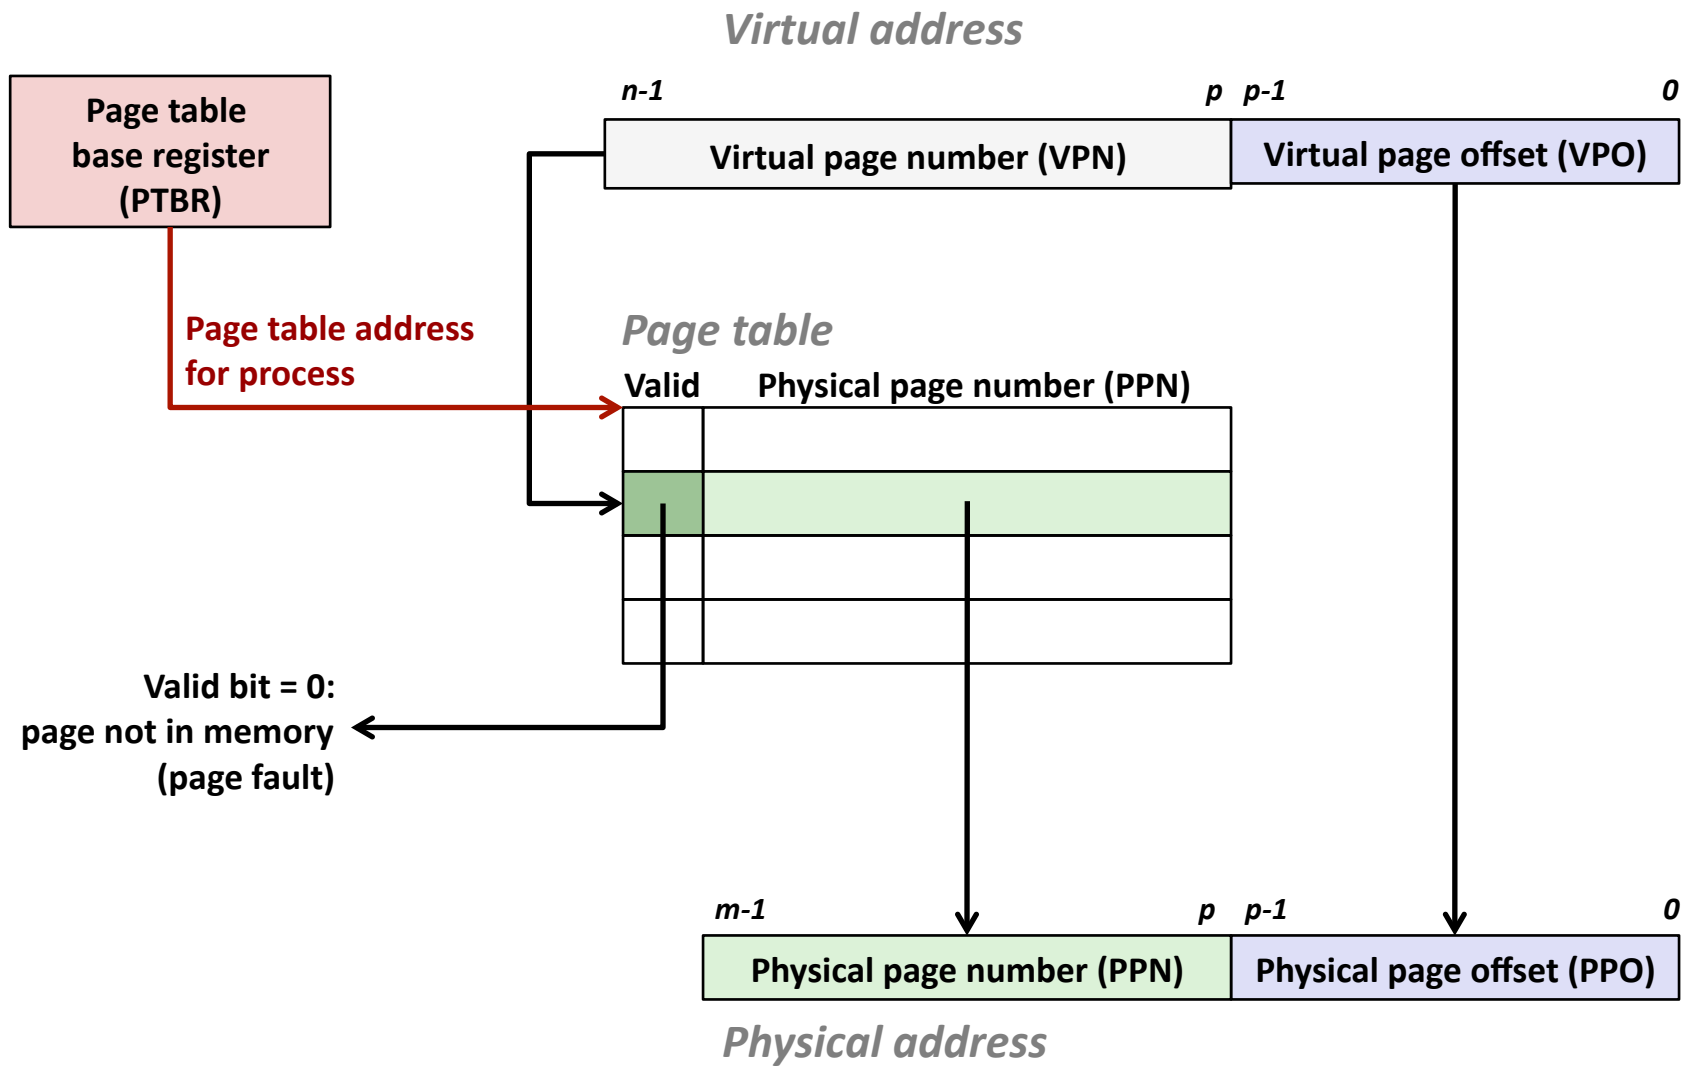 Virtual address
n-1 p p-1 0
Page table
base register
(PTBR)
Virtual page number (VPN) Virtual page offset (VPO)
Page table address
for process
Page table
Valid Physical page number (PPN)
Valid bit = 0:
page not in memory
(page fault)
m-1 p p-1 0
Physical page number (PPN) Physical page offset (PPO)
Physical address